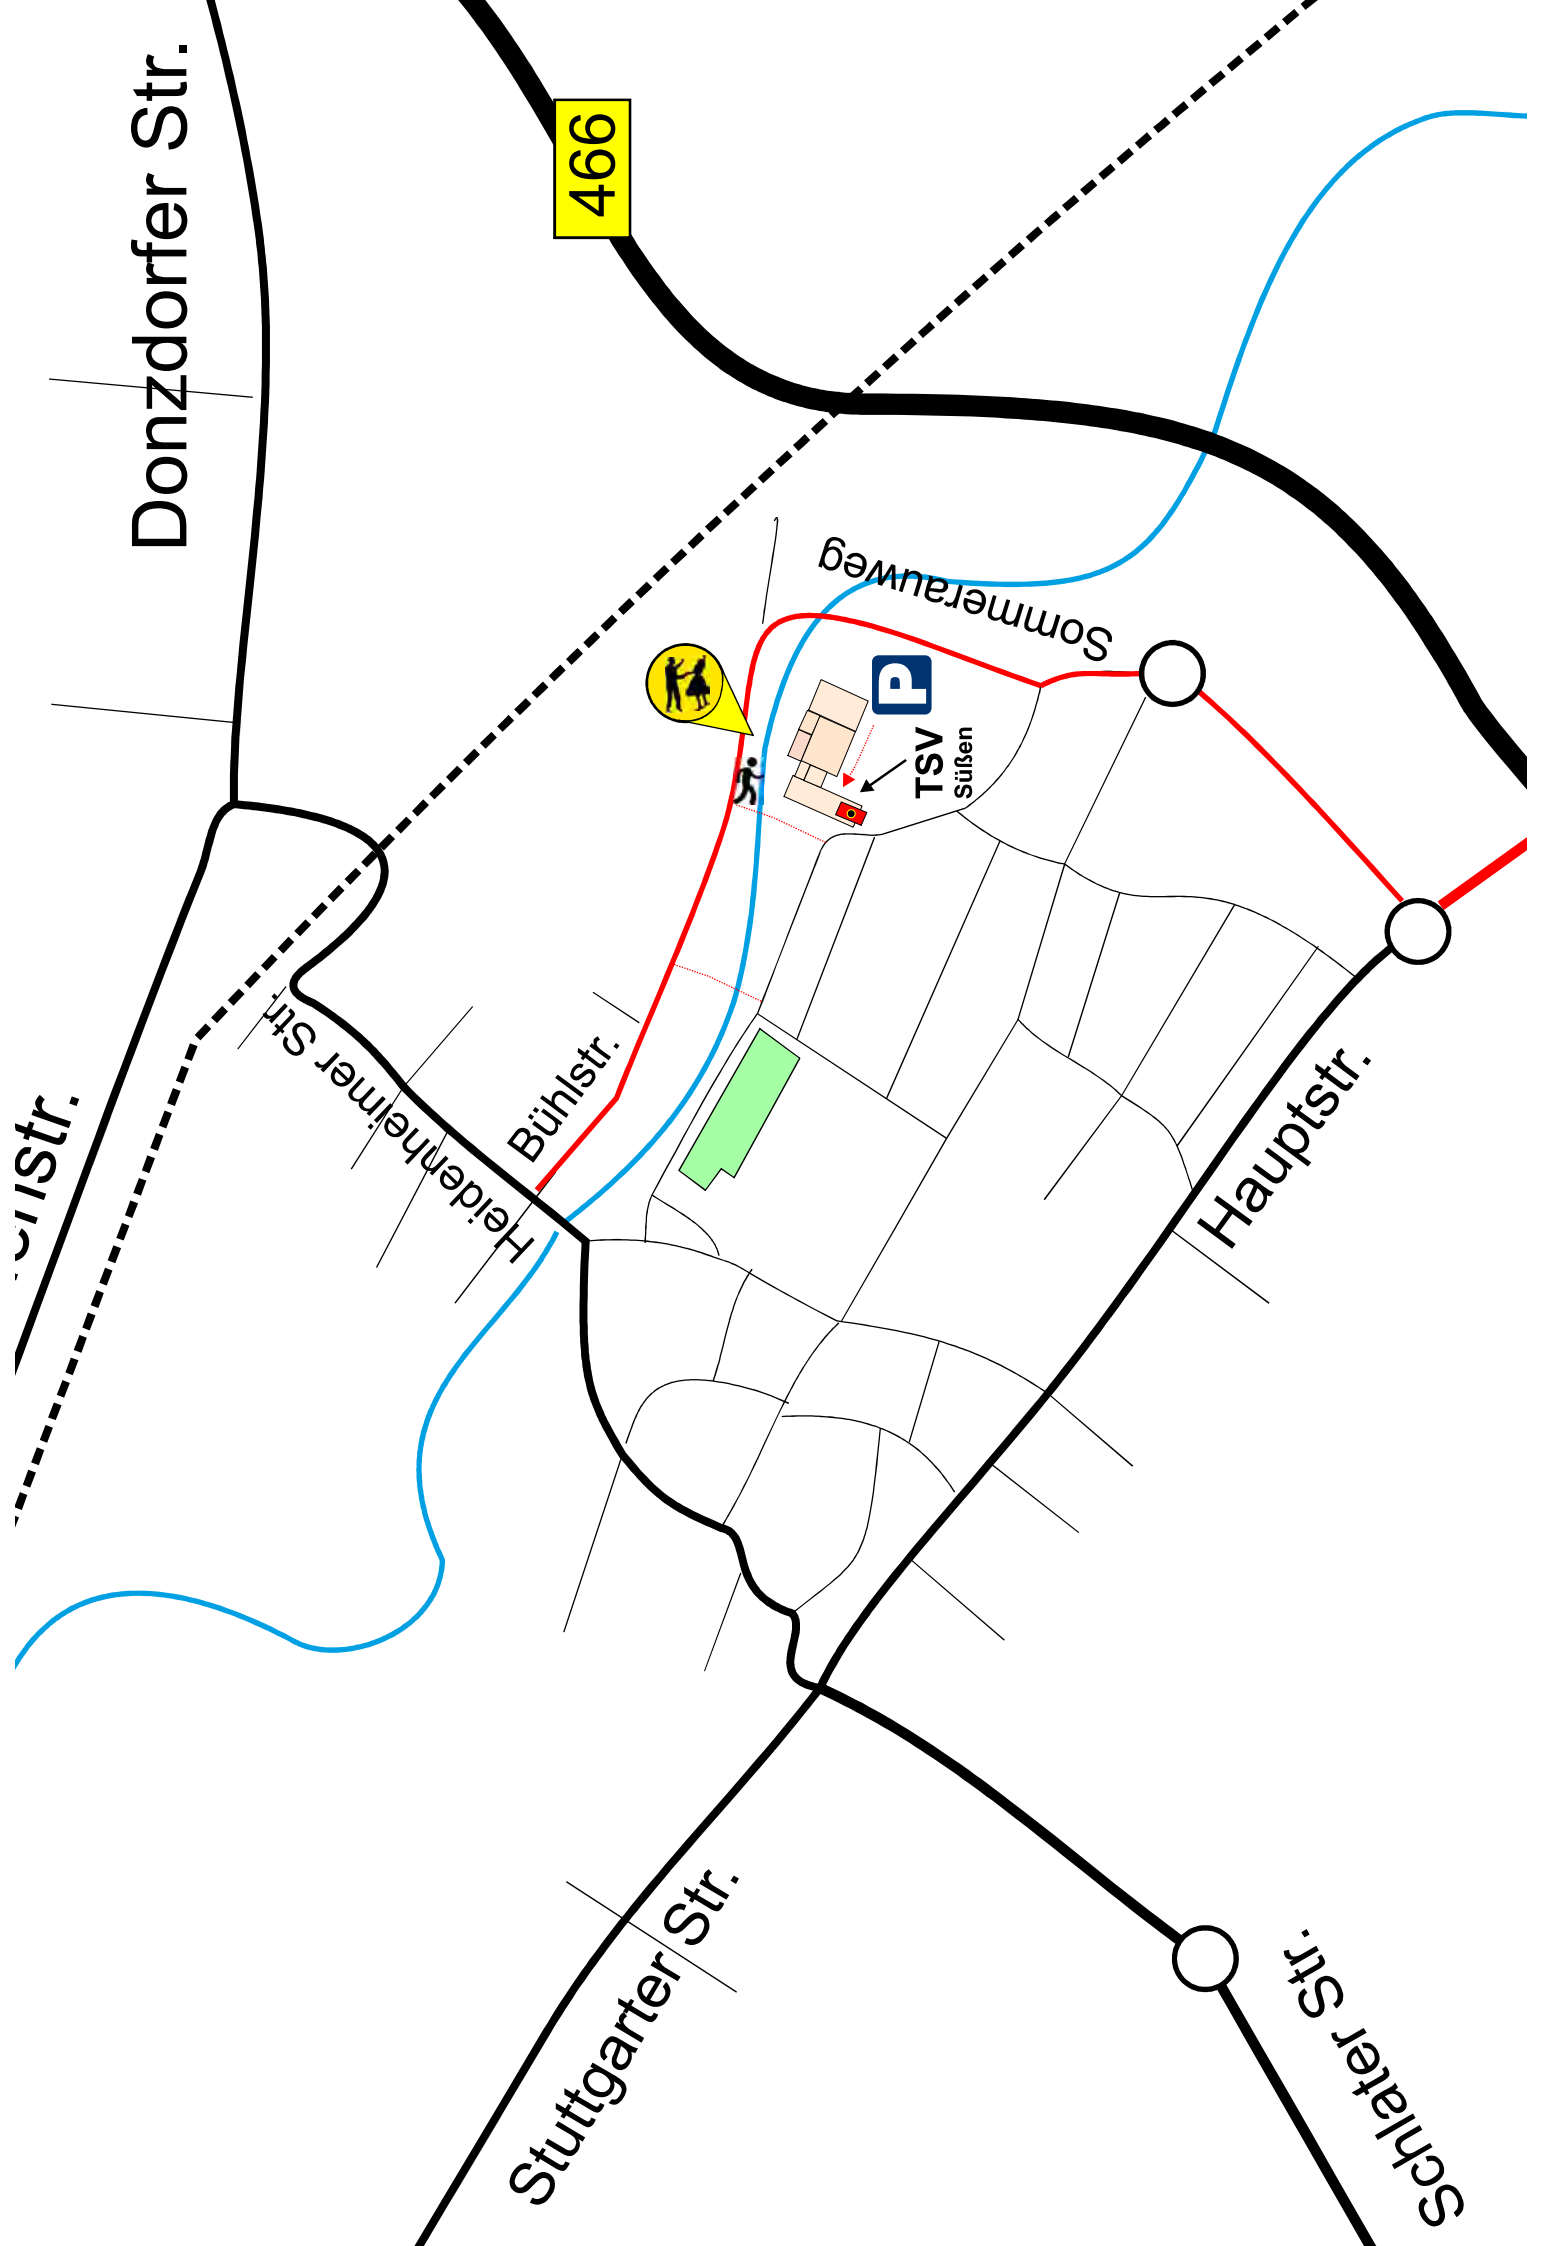 Donzdorfer Str.
466
Sommerauweg
P
TSV
Süßen
Heidenheimer Str.
Bühlstr.
Hauptstr.
Stuttgarter Str.
Schlater Str.